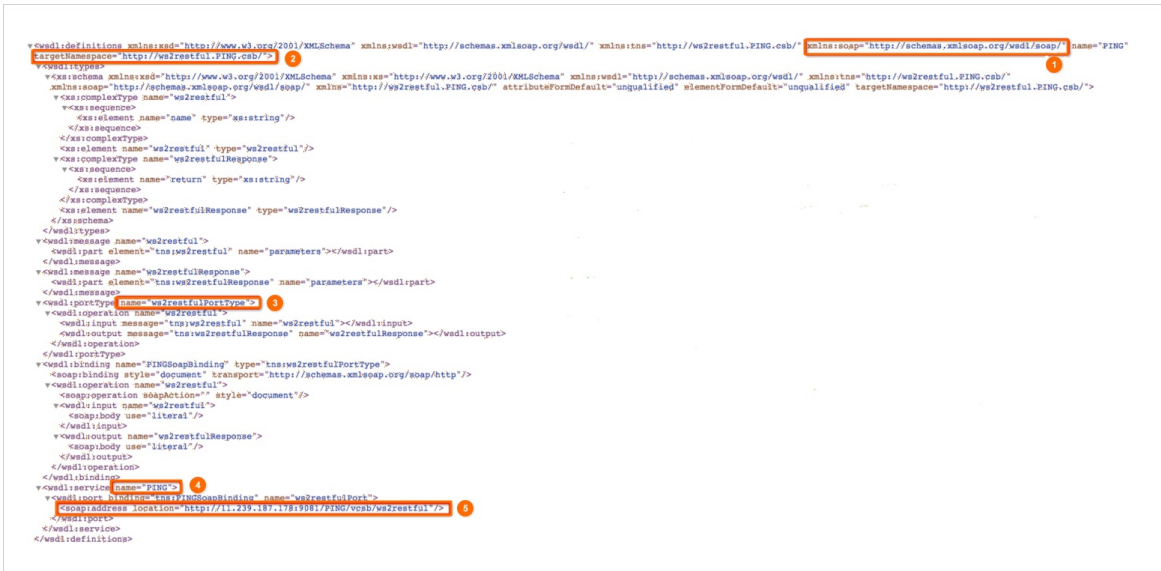 ▼<wsdl:definitions xmlns:xsd="http://www.w3.org/2001/XMLSchema" xmlns:wsdl="http://schemas.xmlsoap.org/wsdl/" xmlns:tns="http://ws2restful.PING.csb/" xmlns:soap="http://schemas.xmlsoap.org/wsdl/soap/" name="PING"
targetNamespace="http://ws2restful.PING.csb/"> 2 1
▼<wsdl:types>
▼<xs:schema xmlns:xsd="http://www.w3.org/2001/XMLSchema" xmlns:xs="http://www.w3.org/2001/XMLSchema" xmlns:wsdl="http://schemas.xmlsoap.org/wsdl/" xmlns:tns="http://ws2restful.PING.csb/"
xmlns:soap="http://schemas.xmlsoap.org/wsdl/soap/" xmlns="http://ws2restful.PING.csb/" attributeFormDefault="unqualified" elementFormDefault="unqualified" targetNamespace="http://ws2restful.PING.csb/">
▼<xs:complexType name="ws2restful">
▼<xs:sequence>
<xs:element name="name" type="xs:string"/>
</xs:sequence>
</xs:complexType>
<xs:element name="ws2restful" type="ws2restful"/>
▼<xs:complexType name="ws2restfulResponse">
▼<xs:sequence>
<xs:element name="return" type="xs:string"/>
</xs:sequence>
</xs:complexType>
<xs:element name="ws2restfulResponse" type="ws2restfulResponse"/>
</xs:schema>
</wsdl:types>
▼<wsdl:message name="ws2restful">
<wsdl:part element="tns:ws2restful" name="parameters"></wsdl:part>
</wsdl:message>
▼<wsdl:message name="ws2restfulResponse">
<wsdl:part element="tns:ws2restfulResponse" name="parameters"></wsdl:part>
</wsdl:message>
▼<wsdl:portType name="ws2restfulPortType"> 3
▼<wsdl:operation name="ws2restful">
<wsdl:input message="tns:ws2restful" name="ws2restful"></wsdl:input>
<wsdl:output message="tns:ws2restfulResponse" name="ws2restfulResponse"></wsdl:output>
</wsdl:operation>
</wsdl:portType>
▼<wsdl:binding name="PINGSoapBinding" type="tns:ws2restfulPortType">
<soap:binding style="document" transport="http://schemas.xmlsoap.org/soap/http"/>
▼<wsdl:operation name="ws2restful">
<soap:operation soapAction="" style="document"/>
▼<wsdl:input name="ws2restful">
<soap:body use="literal"/>
</wsdl:input>
▼<wsdl:output name="ws2restfulResponse">
<soap:body use="literal"/>
</wsdl:output>
</wsdl:operation>
</wsdl:binding>
▼<wsdl:service name="PING"> 4
▼<wsdl:port binding="tns:PINGSoapBinding" name="ws2restfulPort">
<soap:address location="http://11.239.187.178:9081/PING/vcsb/ws2restful"/> 5
</wsdl:port>
</wsdl:service>
</wsdl:definitions>